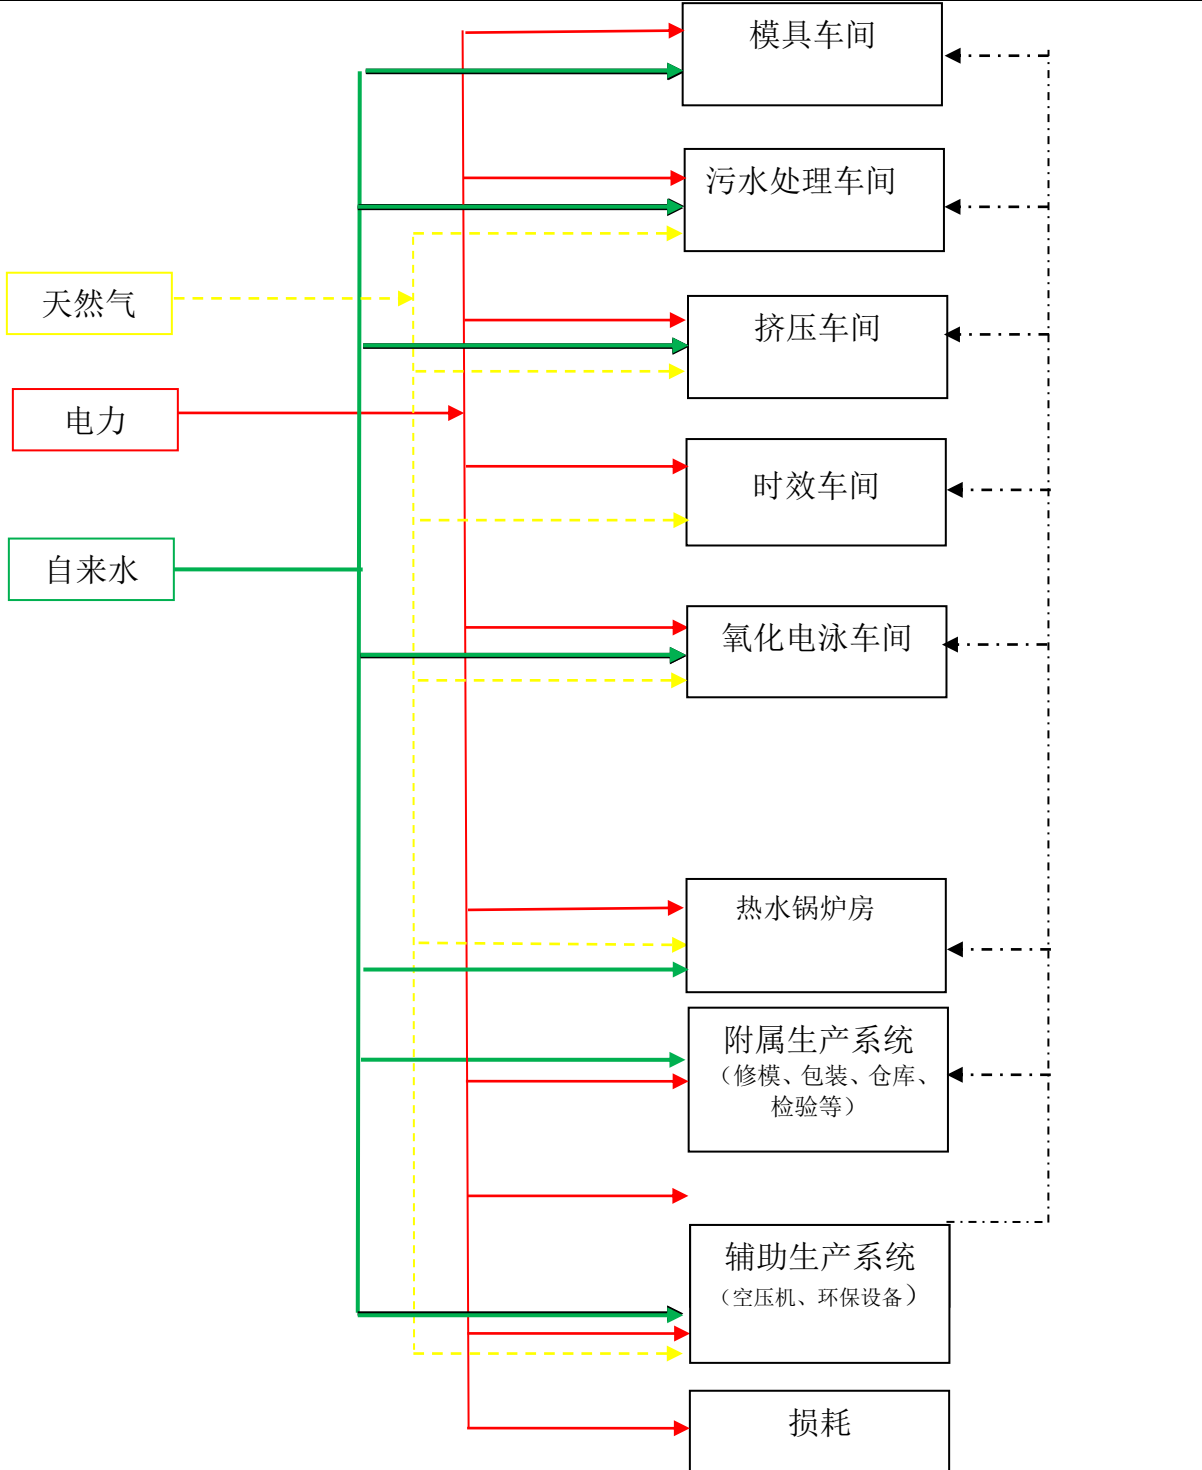 模具车间
污水处理车间
天然气
挤压车间
电力
时效车间
自来水
氧化电泳车间
热水锅炉房
附属生产系统
（修模、包装、仓库、
检验等）
辅助生产系统
（空压机、环保设备）
损耗